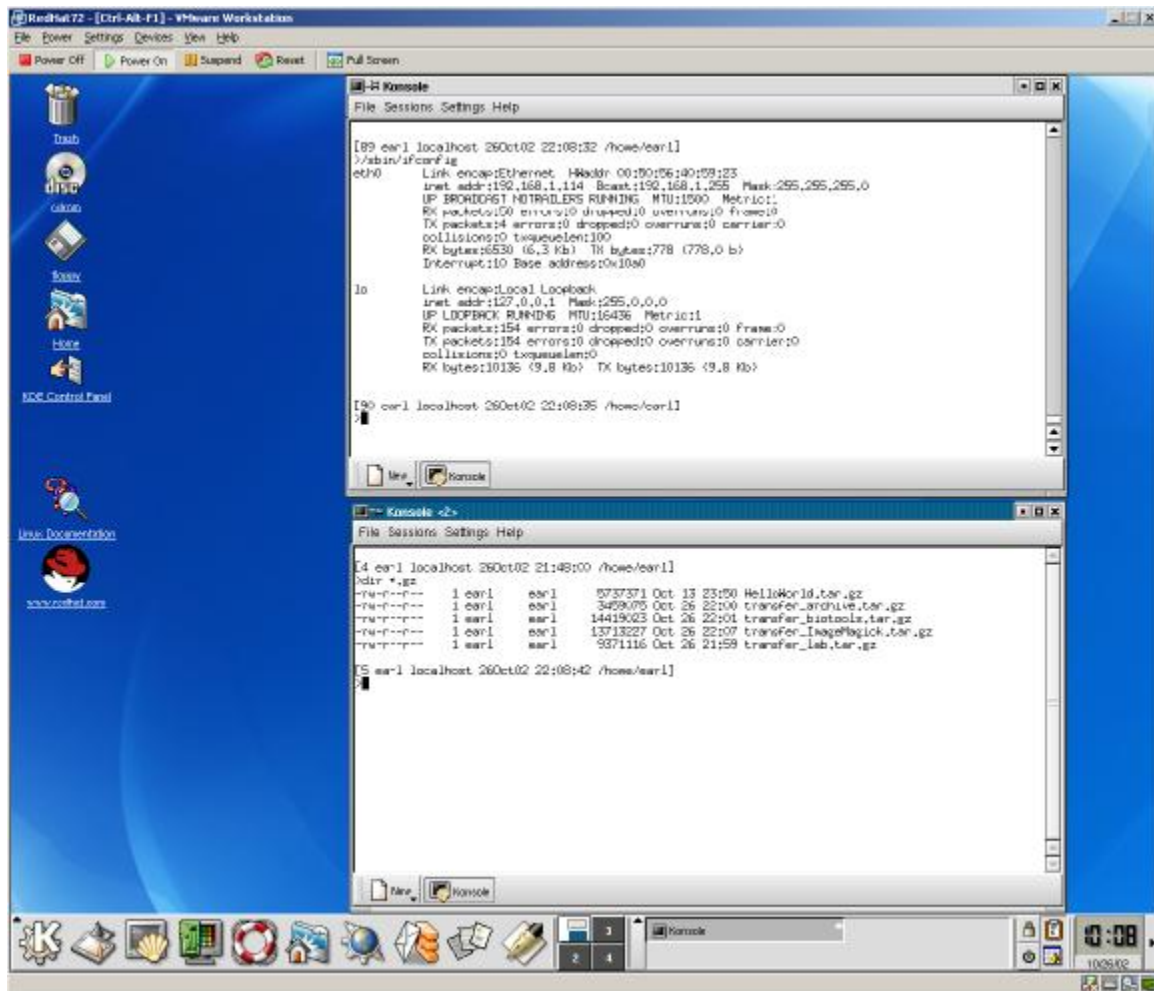 RedHat72 - [Ctrl-Alt-F1] - VMware Workstation
File Power Settings Devices View Help
Power Off Power On Suspend Reset Full Screen
Trash
cdrom
floppy
Home
KDE Control Panel
Linux Documentation
www.redhat.com
Konsole
File Sessions Settings Help
[89 earl localhost 26Oct02 22:08:32 /home/earl]
>/sbin/ifconfig
eth0 Link encap:Ethernet HWaddr 00:50:56:40:59:23
inet addr:192.168.1.114 Bcast:192.168.1.255 Mask:255.255.255.0
UP BROADCAST NOTRAILERS RUNNING MTU:1500 Metric:1
RX packets:50 errors:0 dropped:0 overruns:0 frame:0
TX packets:4 errors:0 dropped:0 overruns:0 carrier:0
collisions:0 txqueuelen:100
RX bytes:6530 (6.3 Kb) TX bytes:778 (778.0 b)
Interrupt:10 Base address:0x10a0
lo Link encap:Local Loopback
inet addr:127.0.0.1 Mask:255.0.0.0
UP LOOPBACK RUNNING MTU:16436 Metric:1
RX packets:154 errors:0 dropped:0 overruns:0 frame:0
TX packets:154 errors:0 dropped:0 overruns:0 carrier:0
collisions:0 txqueuelen:0
RX bytes:10136 (9.8 Kb) TX bytes:10136 (9.8 Kb)
[90 earl localhost 26Oct02 22:08:35 /home/earl]
>
New Konsole
Konsole <2>
File Sessions Settings Help
[4 earl localhost 26Oct02 21:48:00 /home/earl]
>dir *.gz
-rw-r--r-- 1 earl earl 5737371 Oct 13 23:50 HelloWorld.tar.gz
-rw-r--r-- 1 earl earl 3459075 Oct 26 22:00 transfer_archive.tar.gz
-rw-r--r-- 1 earl earl 14419023 Oct 26 22:01 transfer_biotools.tar.gz
-rw-r--r-- 1 earl earl 13713227 Oct 26 22:07 transfer_ImageMagick.tar.gz
-rw-r--r-- 1 earl earl 9371116 Oct 26 21:59 transfer_lab.tar.gz
[5 earl localhost 26Oct02 22:08:42 /home/earl]
>
New Konsole
3
2 4
Konsole
10:08
10/26/02